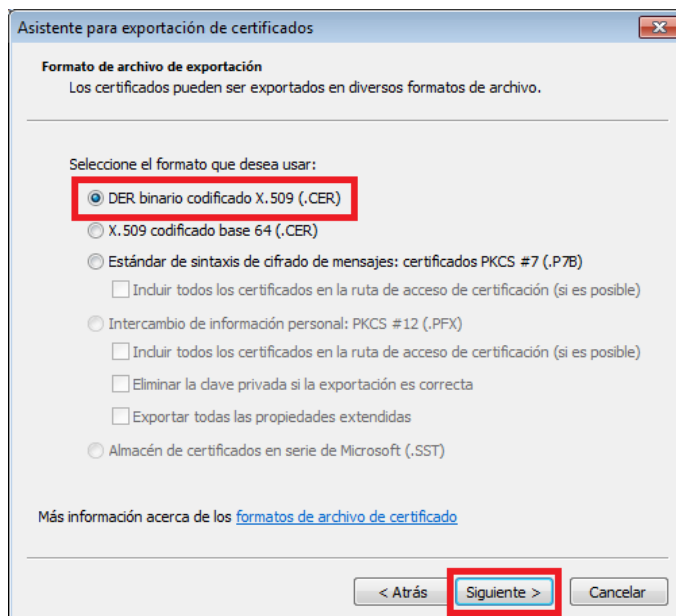 Asistente para exportación de certificados
Formato de archivo de exportación
Los certificados pueden ser exportados en diversos formatos de archivo.
Seleccione el formato que desea usar:
DER binario codificado X.509 (.CER)
X.509 codificado base 64 (.CER)
Estándar de sintaxis de cifrado de mensajes: certificados PKCS #7 (.P7B)
Incluir todos los certificados en la ruta de acceso de certificación (si es posible)
Intercambio de información personal: PKCS #12 (.PFX)
Incluir todos los certificados en la ruta de acceso de certificación (si es posible)
Eliminar la clave privada si la exportación es correcta
Exportar todas las propiedades extendidas
Almacén de certificados en serie de Microsoft (.SST)
Más información acerca de los formatos de archivo de certificado
< Atrás Siguiente > Cancelar